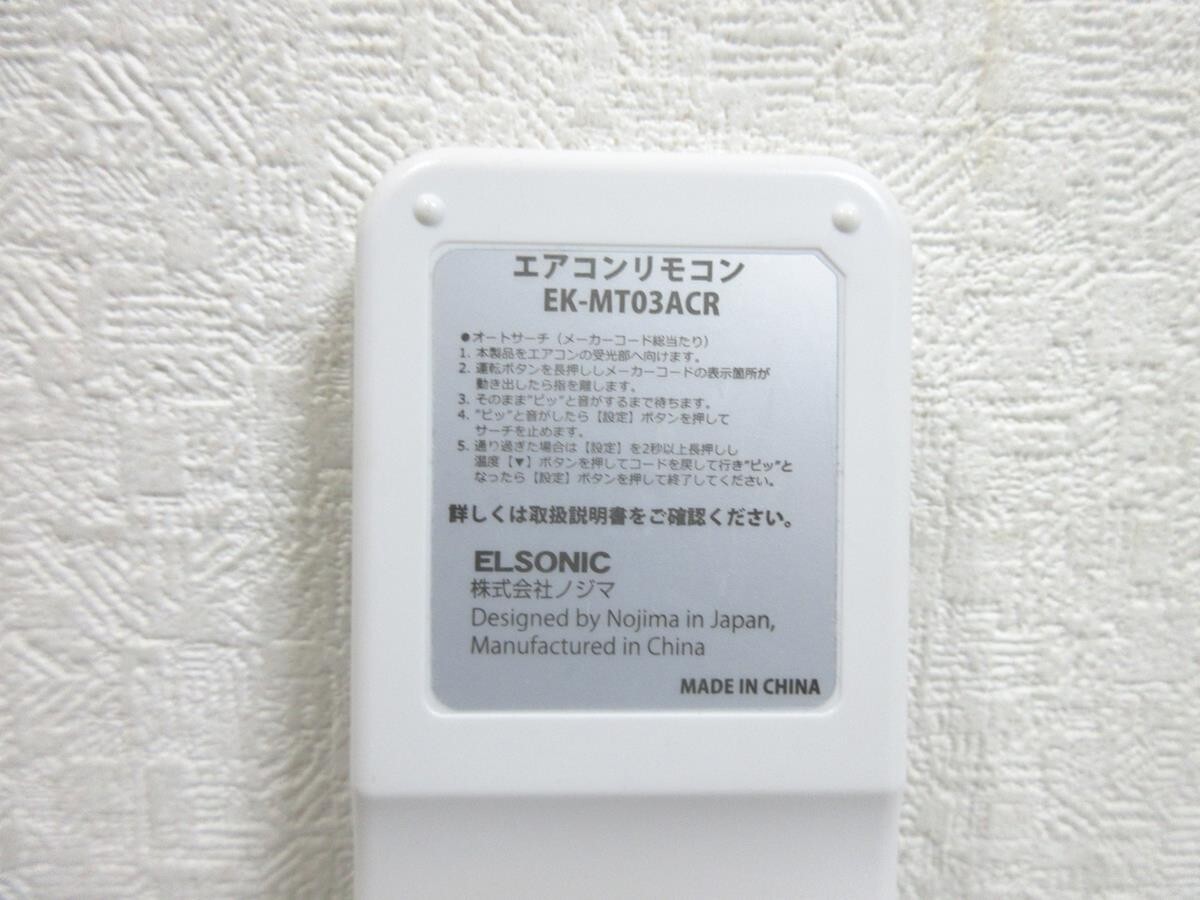 エアコンリモコン
EK-MT03ACR
●オートサーチ（メーカーコード総当たり）
1. 本製品をエアコンの受光部へ向けます。
2. 運転ボタンを長押ししメーカーコードの表示箇所が
動き出したら指を離します。
3. そのまま"ピッ"と音がするまで待ちます。
4. "ピッ"と音がしたら【設定】ボタンを押して
サーチを止めます。
5. 通り過ぎた場合は【設定】を2秒以上長押しし
温度【▼】ボタンを押してコードを戻して行き"ピッ"と
なったら【設定】ボタンを押して終了してください。
詳しくは取扱説明書をご確認ください。
ELSONIC
株式会社ノジマ
Designed by Nojima in Japan,
Manufactured in China
MADE IN CHINA